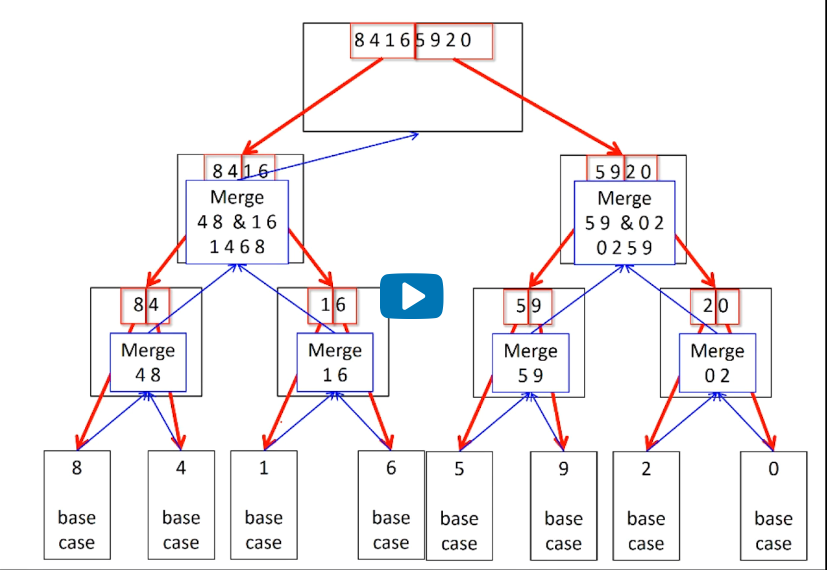 8 4 1 6 5 9 2 0
8 4 1 6
Merge
4 8 & 1 6
1 4 6 8
5 9 2 0
Merge
5 9 & 0 2
0 2 5 9
8 4
Merge
4 8
1 6
Merge
1 6
5 9
Merge
5 9
2 0
Merge
0 2
8
base
case
4
base
case
1
base
case
6
base
case
5
base
case
9
base
case
2
base
case
0
base
case